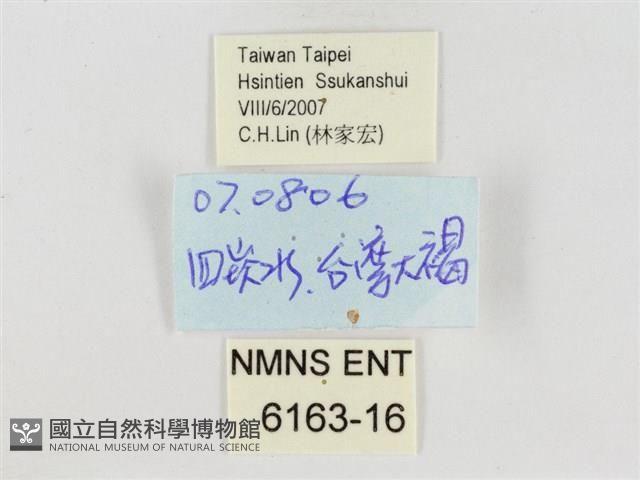 Taiwan Taipei
Hsintien Ssukanshui
VIII/6/2007
C.H.Lin (林家宏)
07.08.06
四崁水.台灣大褐
NMNS ENT
6163-16
國立自然科學博物館
NATIONAL MUSEUM OF NATURAL SCIENCE